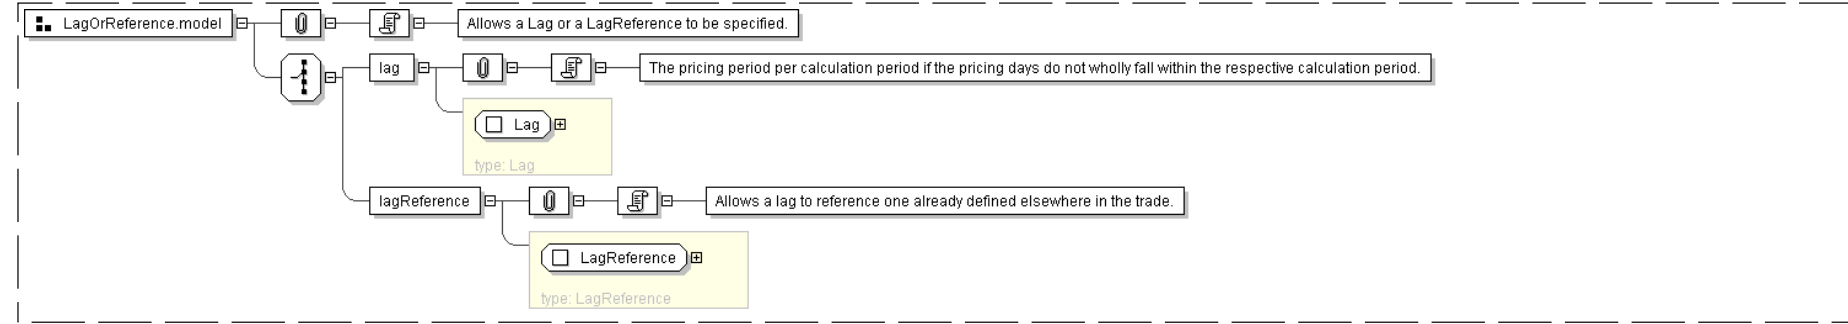 LagOrReference.model
Allows a Lag or a LagReference to be specified.
lag
The pricing period per calculation period if the pricing days do not wholly fall within the respective calculation period.
Lag
type: Lag
lagReference
Allows a lag to reference one already defined elsewhere in the trade.
LagReference
type: LagReference